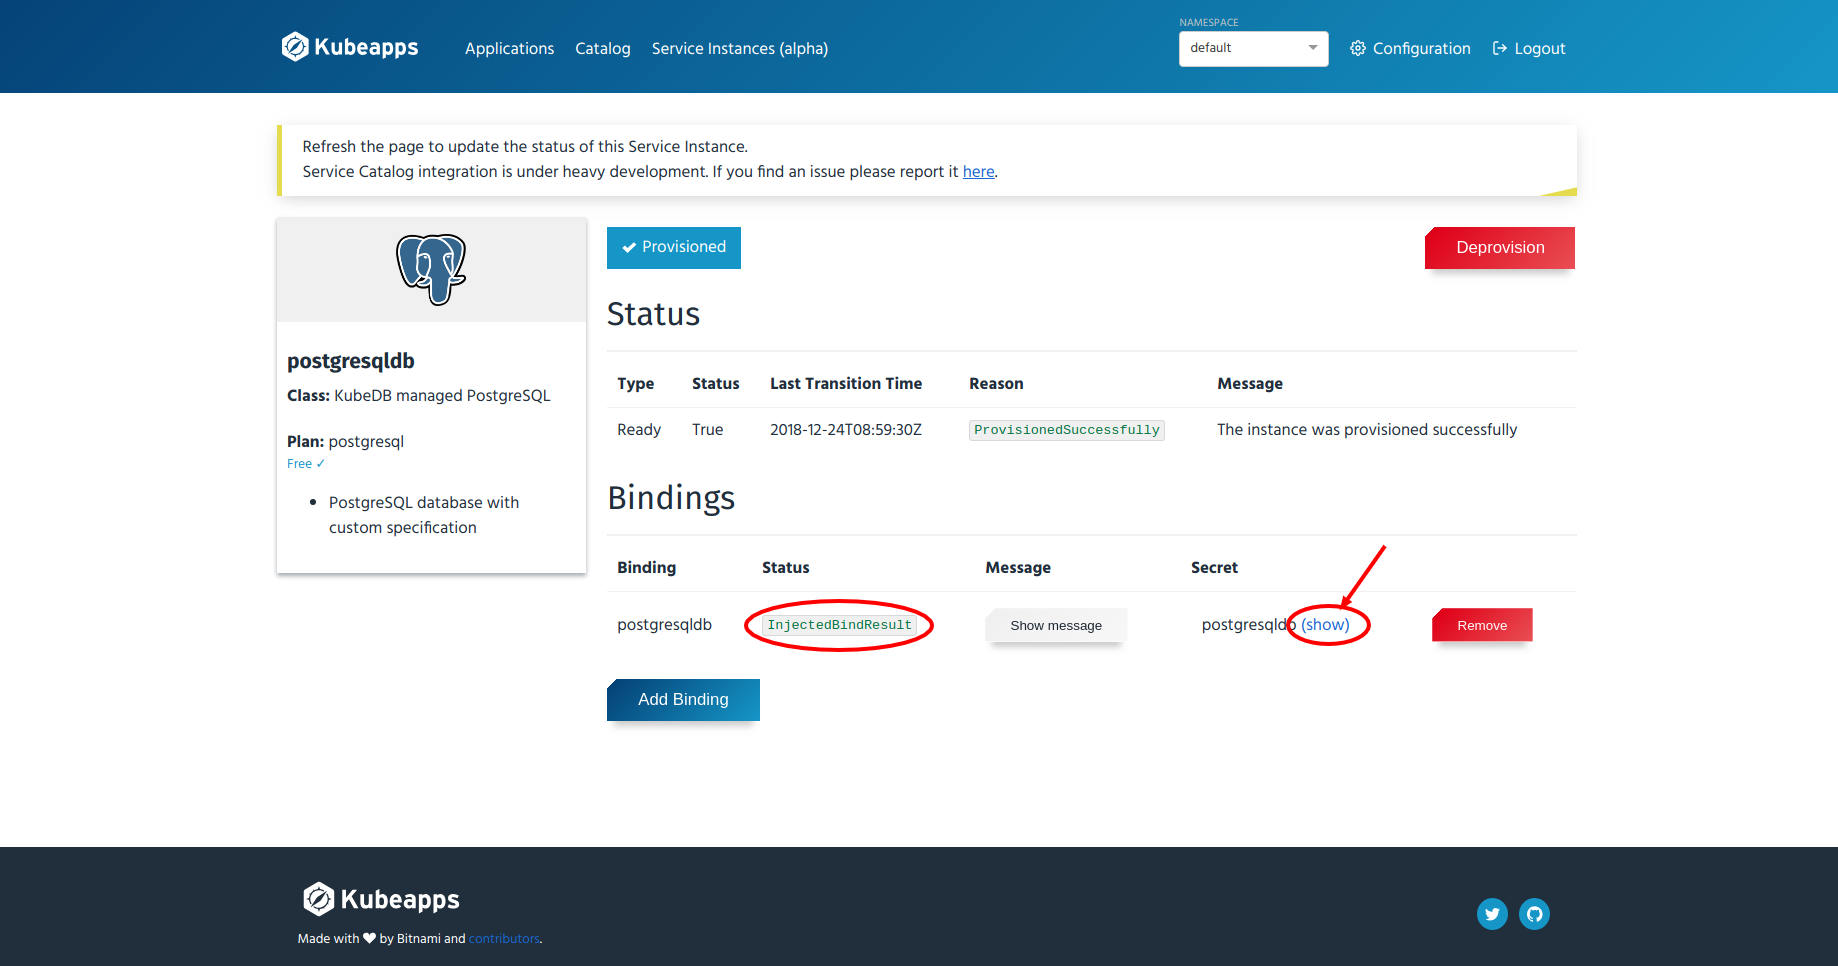 Kubeapps
Applications
Catalog
Service Instances (alpha)
NAMESPACE
default
Configuration
Logout
Refresh the page to update the status of this Service Instance.
Service Catalog integration is under heavy development. If you find an issue please report it here.
postgresqldb
Class: KubeDB managed PostgreSQL
Plan: postgresql
Free ✓
• PostgreSQL database with
custom specification
Provisioned
Deprovision
Status
Type Status Last Transition Time Reason Message
Ready True 2018-12-24T08:59:30Z ProvisionedSuccessfully The instance was provisioned successfully
Bindings
Binding Status Message Secret
postgresqldb InjectedBindResult Show message postgresqldb (show) Remove
Add Binding
Kubeapps
Made with ❤ by Bitnami and contributors.